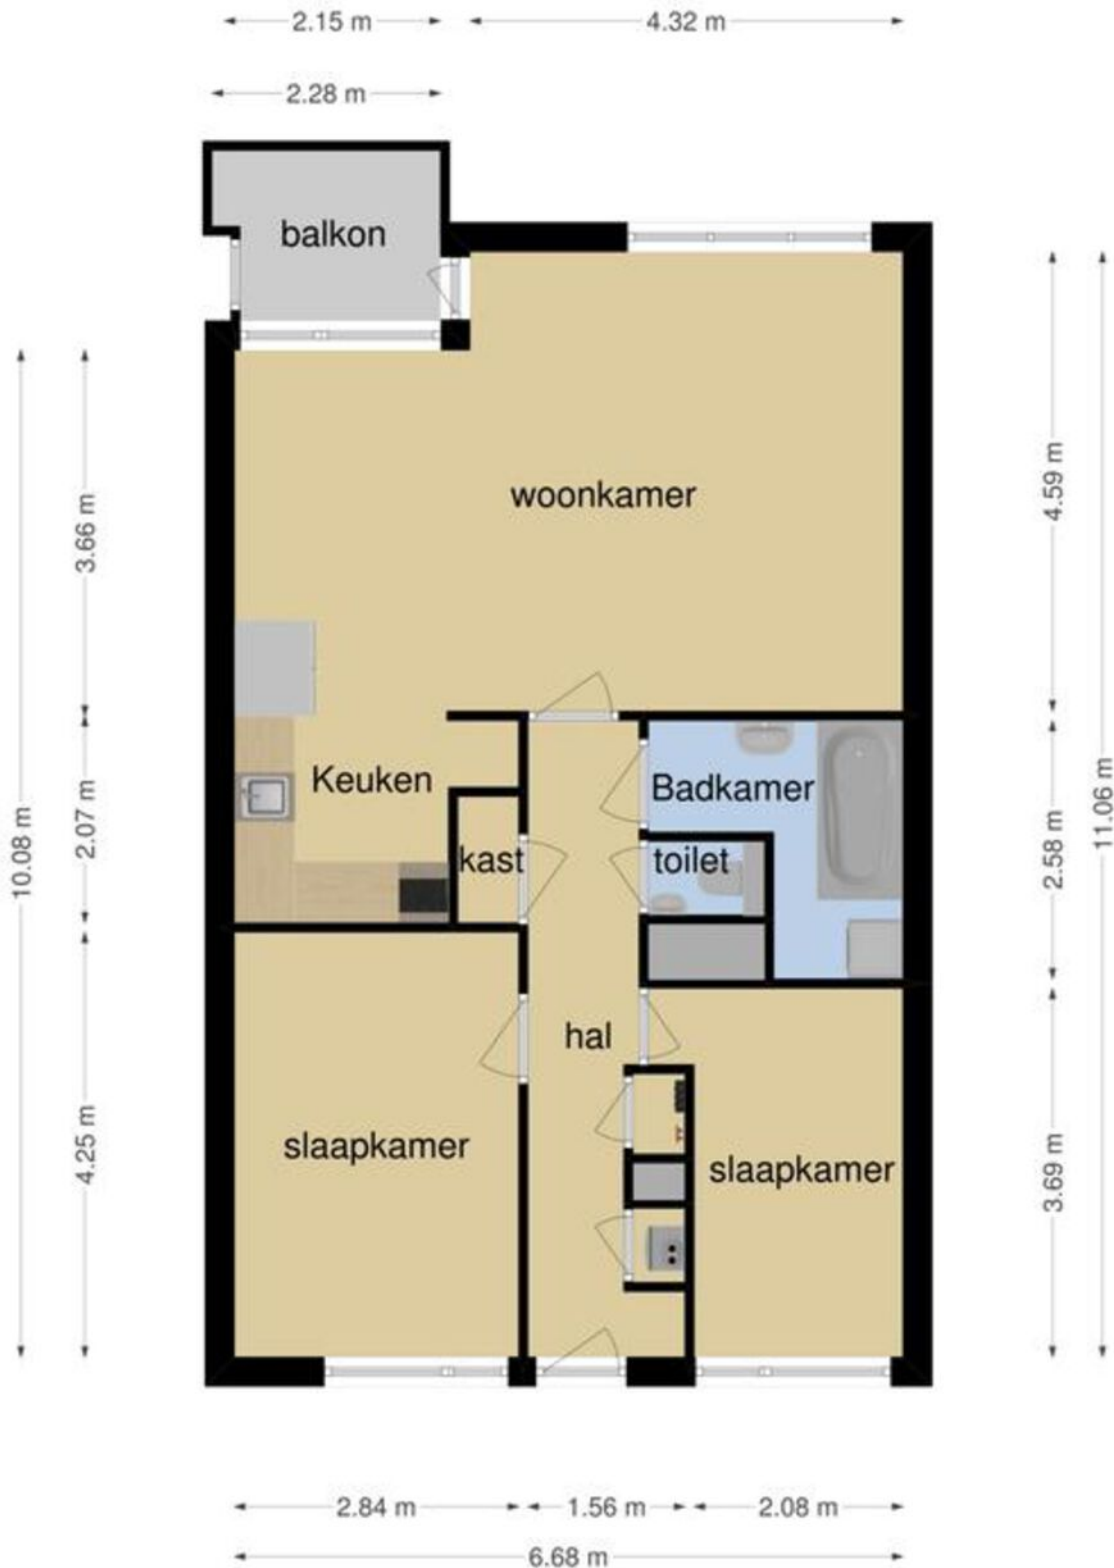 2.15 m
4.32 m
2.28 m
balkon
woonkamer
4.59 m
3.66 m
Keuken
Badkamer
kast
toilet
2.07 m
2.58 m
10.08 m
11.06 m
hal
slaapkamer
slaapkamer
4.25 m
3.69 m
2.84 m
1.56 m
2.08 m
6.68 m